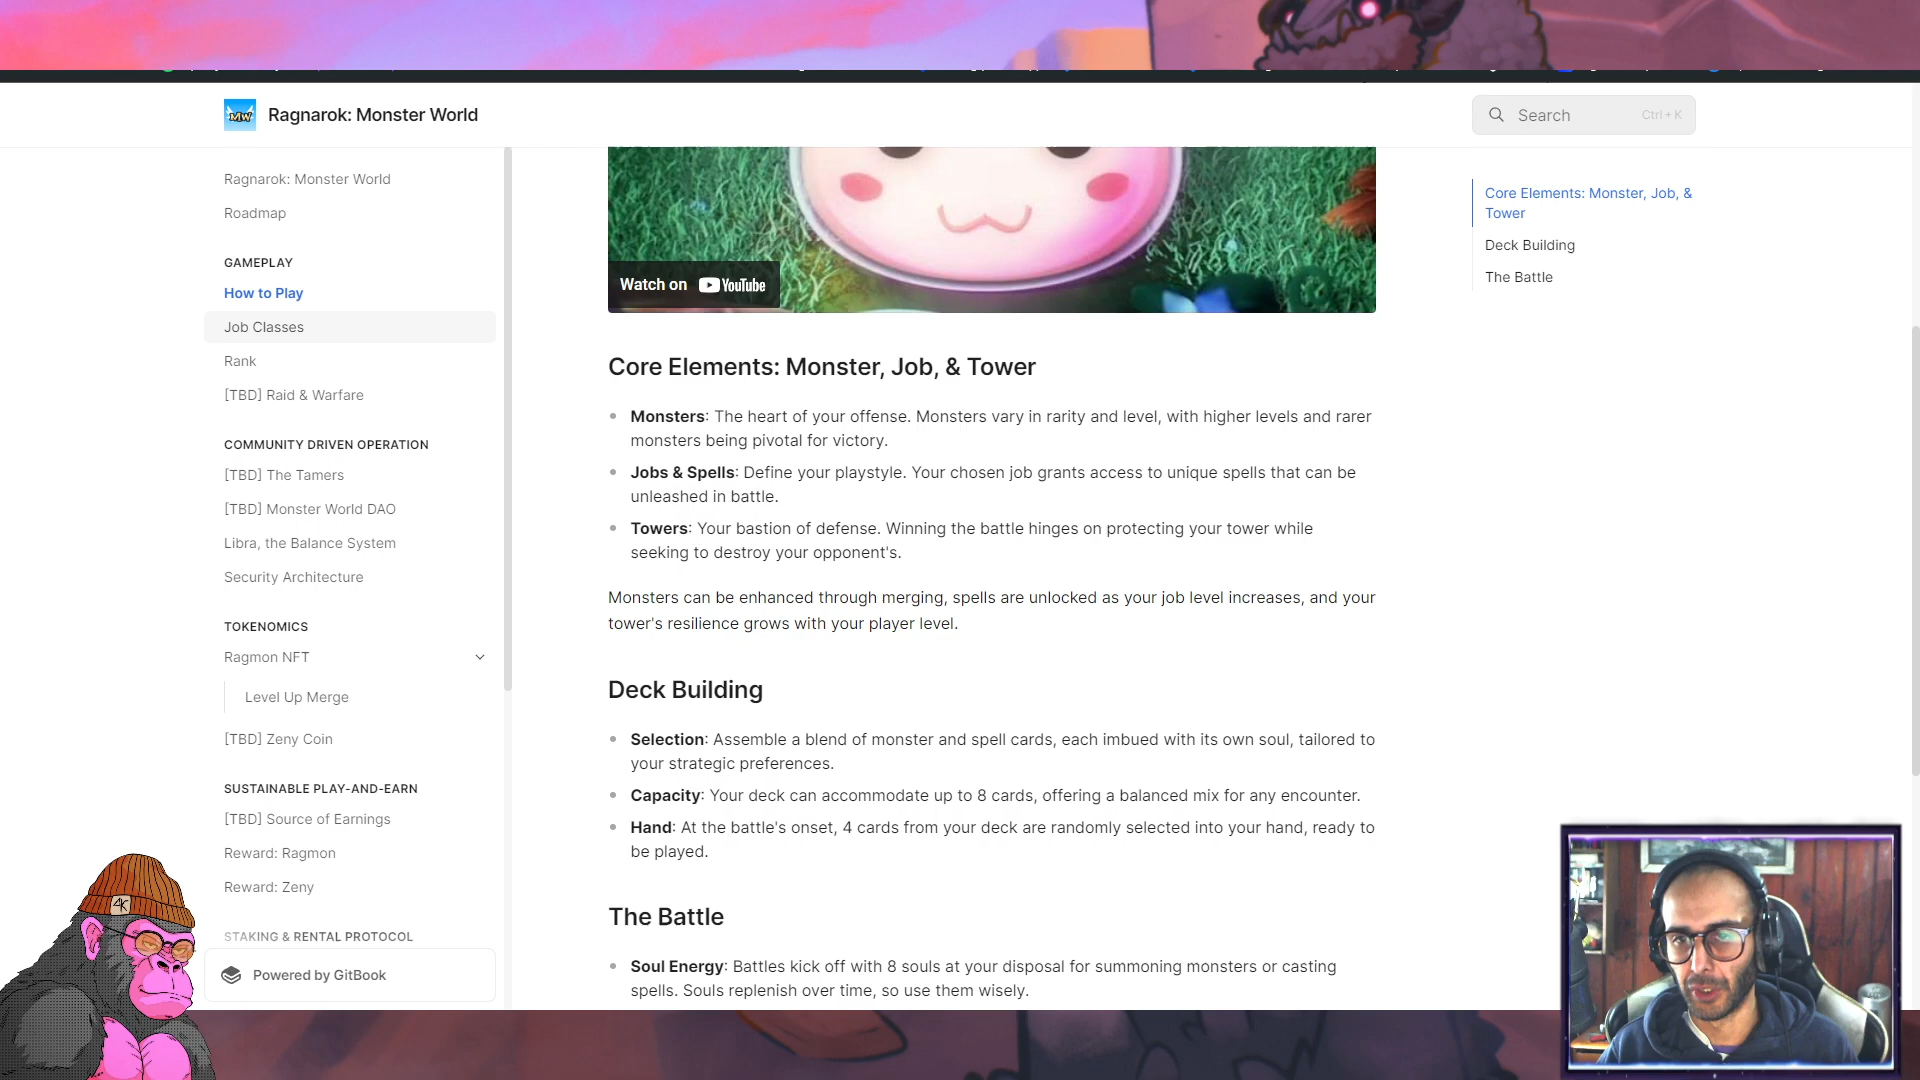 MW
Ragnarok: Monster World
Search
Ctrl + K
Ragnarok: Monster World
Roadmap
GAMEPLAY
How to Play
Job Classes
Rank
[TBD] Raid & Warfare
COMMUNITY DRIVEN OPERATION
[TBD] The Tamers
[TBD] Monster World DAO
Libra, the Balance System
Security Architecture
TOKENOMICS
Ragmon NFT
Level Up Merge
[TBD] Zeny Coin
SUSTAINABLE PLAY-AND-EARN
[TBD] Source of Earnings
Reward: Ragmon
Reward: Zeny
STAKING & RENTAL PROTOCOL
Powered by GitBook
4K
Watch on YouTube
Core Elements: Monster, Job, & Tower
Monsters: The heart of your offense. Monsters vary in rarity and level, with higher levels and rarer
monsters being pivotal for victory.
Jobs & Spells: Define your playstyle. Your chosen job grants access to unique spells that can be
unleashed in battle.
Towers: Your bastion of defense. Winning the battle hinges on protecting your tower while
seeking to destroy your opponent's.
Monsters can be enhanced through merging, spells are unlocked as your job level increases, and your
tower's resilience grows with your player level.
Deck Building
Selection: Assemble a blend of monster and spell cards, each imbued with its own soul, tailored to
your strategic preferences.
Capacity: Your deck can accommodate up to 8 cards, offering a balanced mix for any encounter.
Hand: At the battle's onset, 4 cards from your deck are randomly selected into your hand, ready to
be played.
The Battle
Soul Energy: Battles kick off with 8 souls at your disposal for summoning monsters or casting
spells. Souls replenish over time, so use them wisely.
Core Elements: Monster, Job, &
Tower
Deck Building
The Battle